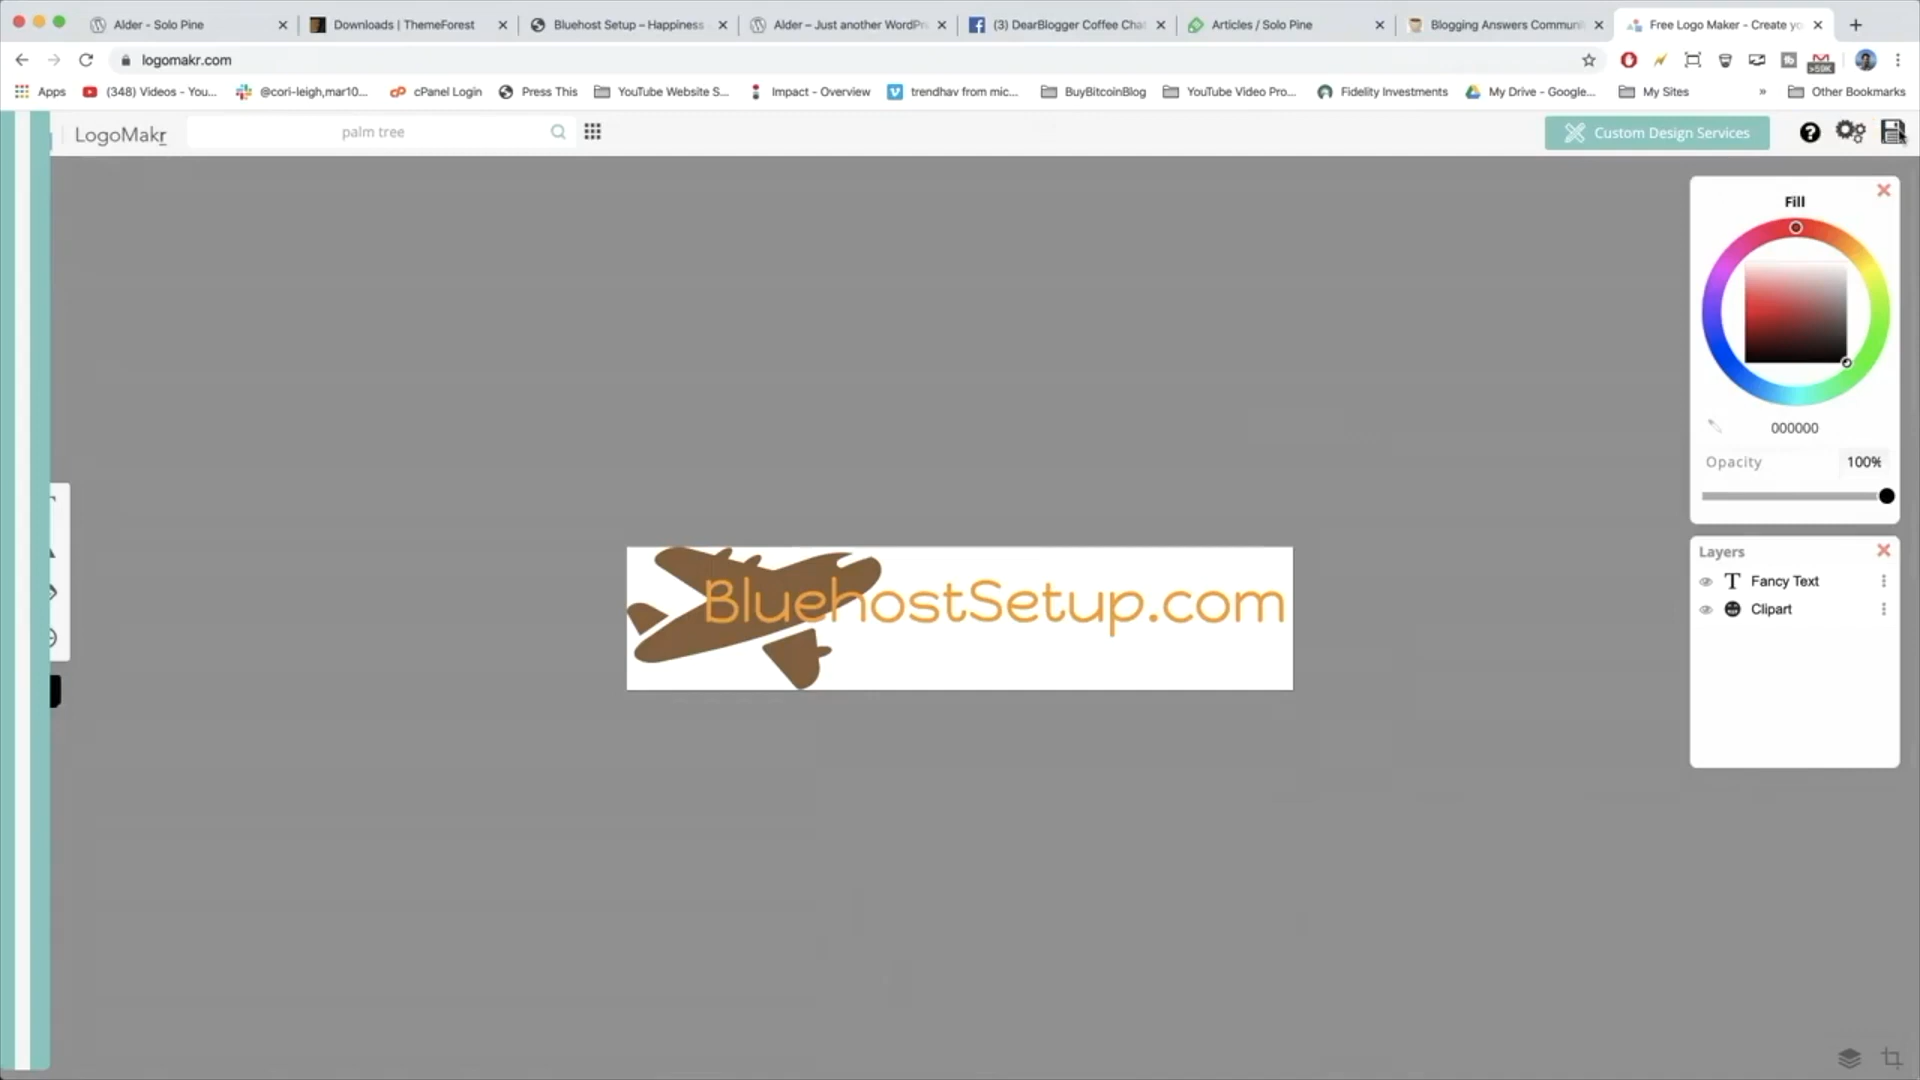 Alder - Solo Pine
Downloads | ThemeForest
Bluehost Setup – Happiness
Alder – Just another WordPr
(3) DearBlogger Coffee Cha
Articles / Solo Pine
Blogging Answers Communi
Free Logo Maker - Create yo
logomakr.com
>50K
Apps
(348) Videos - You...
@cori-leigh,mar10...
cPanel Login
Press This
YouTube Website S...
Impact - Overview
trendhav from mic...
BuyBitcoinBlog
YouTube Video Pro...
Fidelity Investments
My Drive - Google...
My Sites
»
Other Bookmarks
LogoMakr
palm tree
Custom Design Services
Fill
000000
Opacity 100%
Layers
Fancy Text
Clipart
BluehostSetup.com